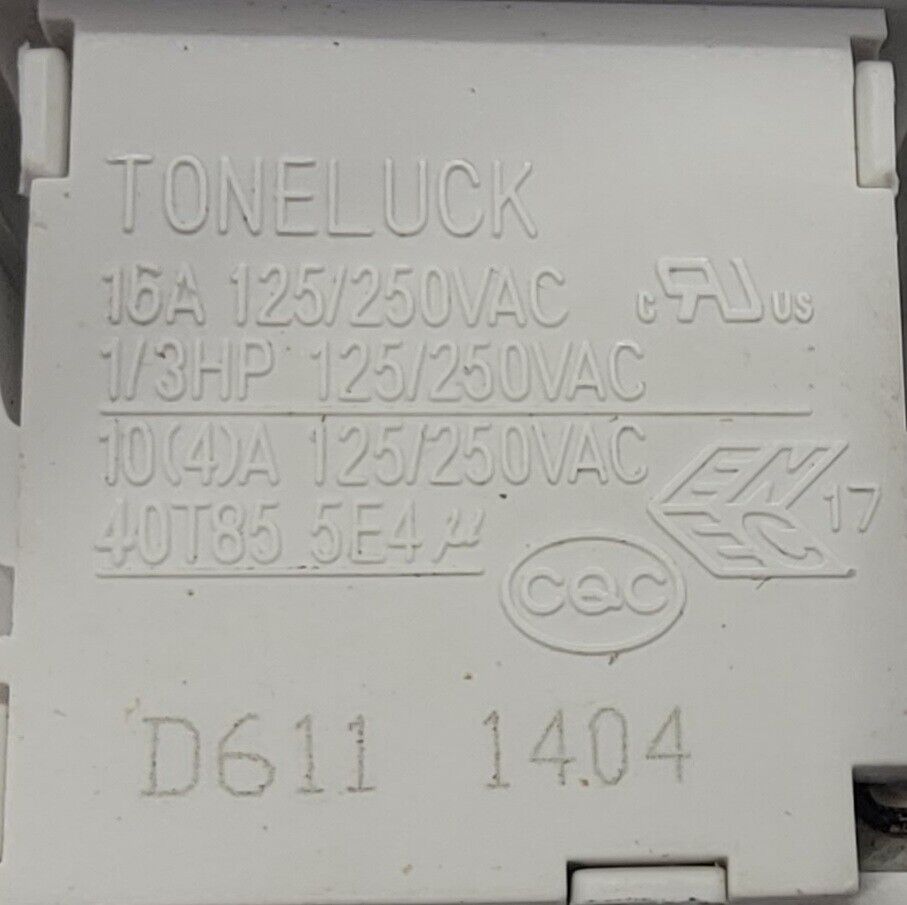 TONELUCK
16A 125/250VAC
c RU US
1/3HP 125/250VAC
10(4)A 125/250VAC
40T85 5E4 µ
ENEC 17
CQC
D611 1404